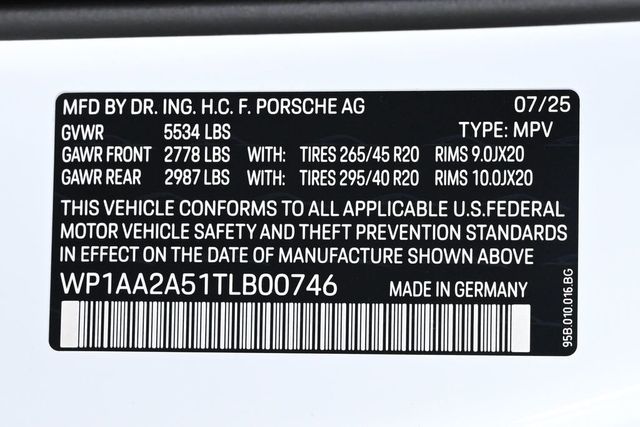 MFD BY DR. ING. H.C. F. PORSCHE AG 07/25
GVWR 5534 LBS TYPE: MPV
GAWR FRONT 2778 LBS WITH: TIRES 265/45 R20 RIMS 9.0JX20
GAWR REAR 2987 LBS WITH: TIRES 295/40 R20 RIMS 10.0JX20
THIS VEHICLE CONFORMS TO ALL APPLICABLE U.S.FEDERAL
MOTOR VEHICLE SAFETY AND THEFT PREVENTION STANDARDS
IN EFFECT ON THE DATE OF MANUFACTURE SHOWN ABOVE
WP1AA2A51TLB00746 MADE IN GERMANY
95B.010.016.BG